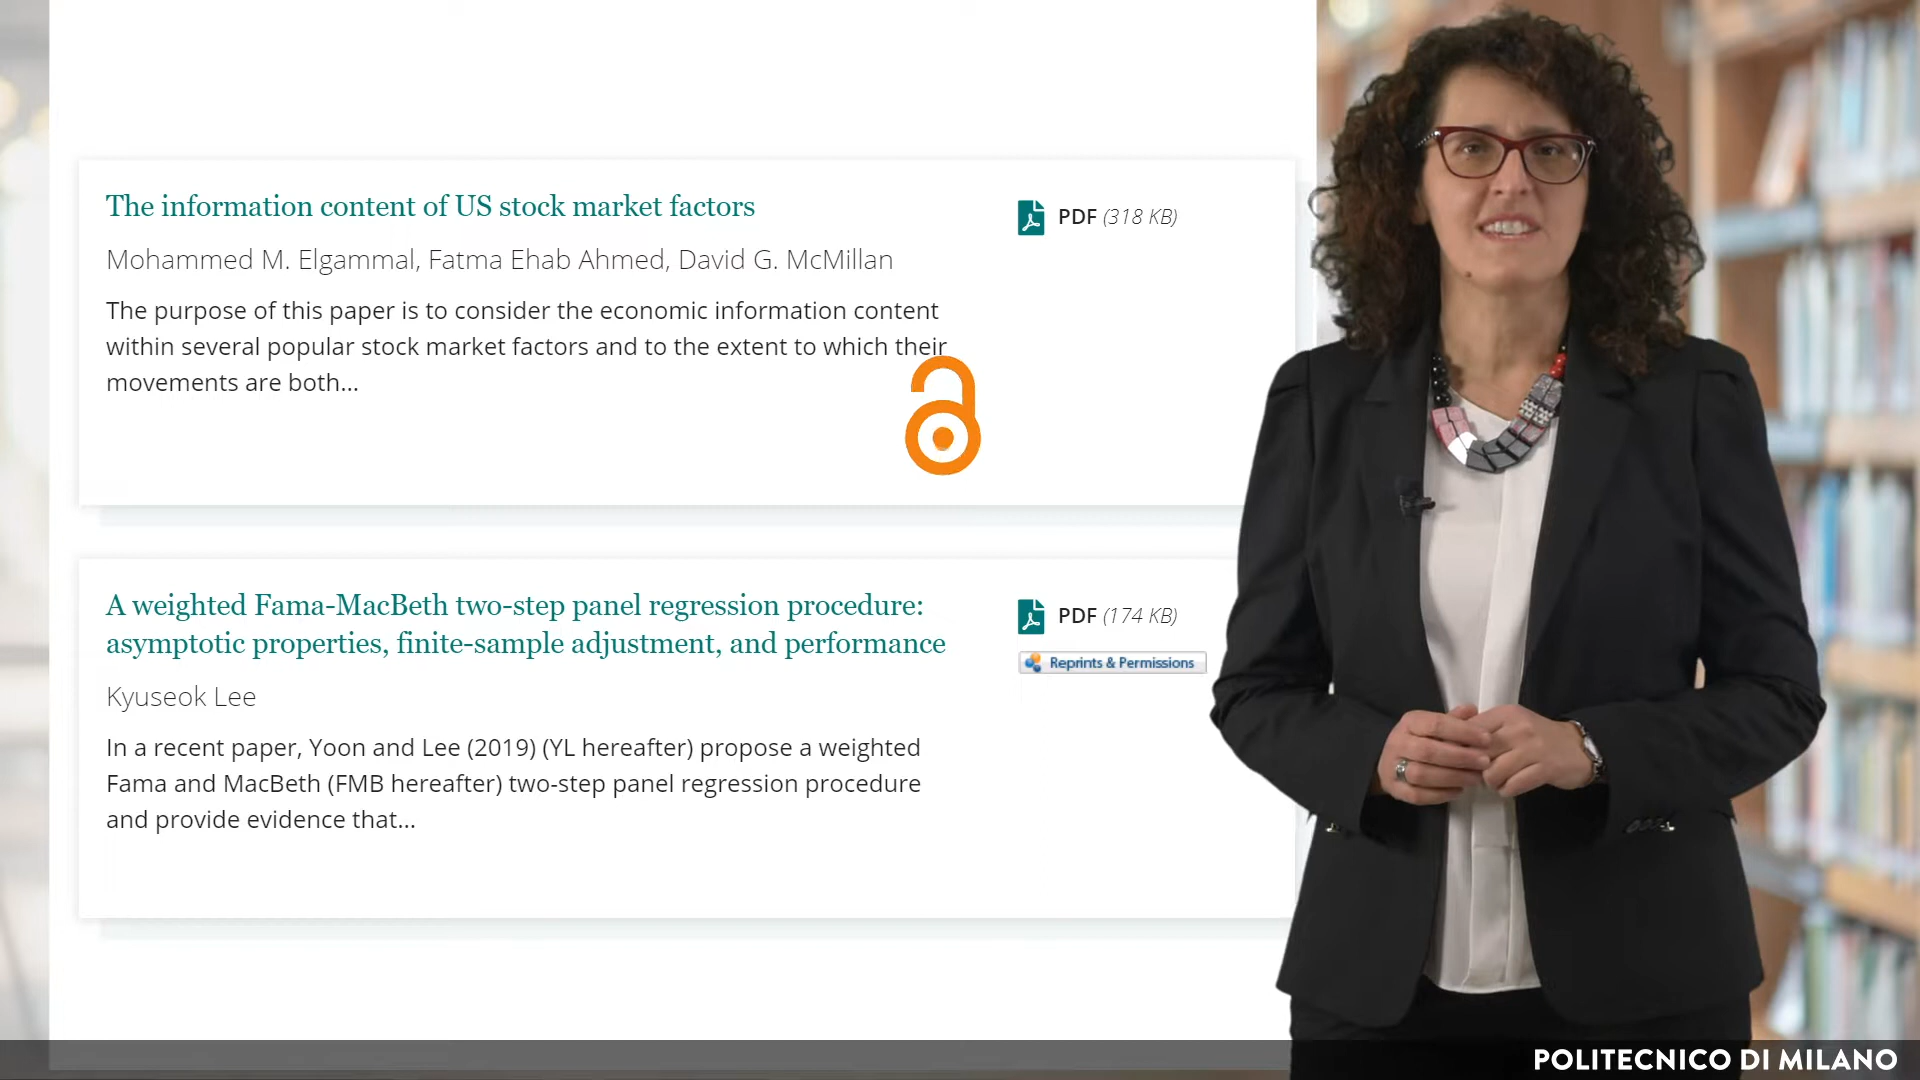 The information content of US stock market factors
PDF (318 KB)
Mohammed M. Elgammal, Fatma Ehab Ahmed, David G. McMillan
The purpose of this paper is to consider the economic information content
within several popular stock market factors and to the extent to which their
movements are both...
A weighted Fama-MacBeth two-step panel regression procedure:
asymptotic properties, finite-sample adjustment, and performance
PDF (174 KB)
Reprints & Permissions
Kyuseok Lee
In a recent paper, Yoon and Lee (2019) (YL hereafter) propose a weighted
Fama and MacBeth (FMB hereafter) two-step panel regression procedure
and provide evidence that...
POLITECNICO DI MILANO